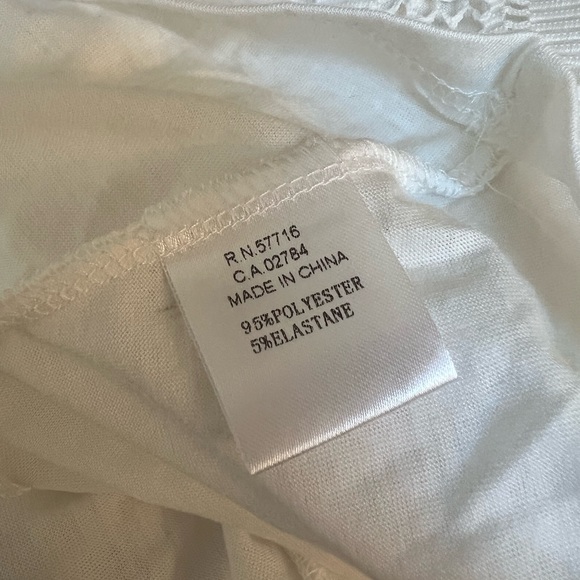 R.N.57716
C.A.02784
MADE IN CHINA
95%POLYESTER
5%ELASTANE